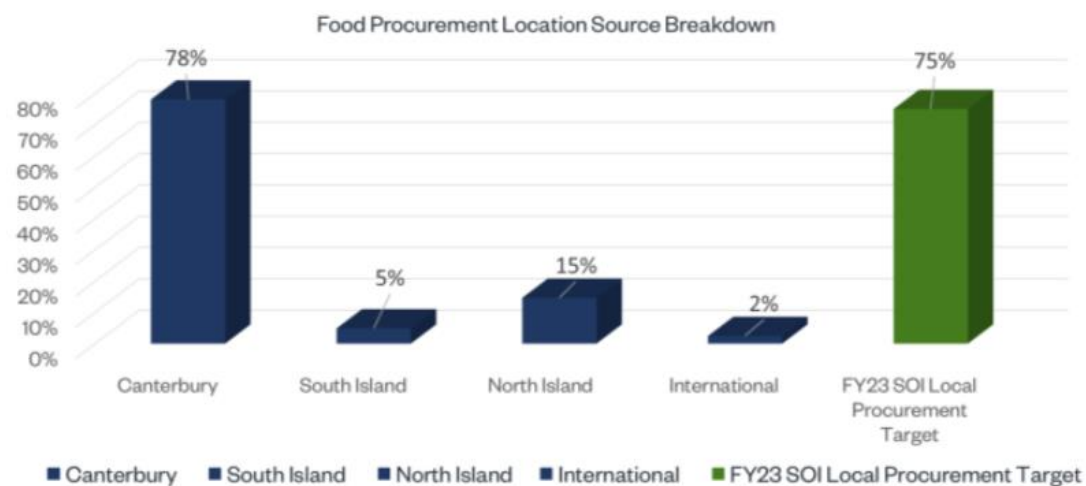 Food Procurement Location Source Breakdown
78%
75%
80%
70%
60%
50%
40%
30%
20%
10%
0%
5%
15%
2%
Canterbury
South Island
North Island
International
FY23 SOI Local
Procurement
Target
Canterbury South Island North Island International FY23 SOI Local Procurement Target